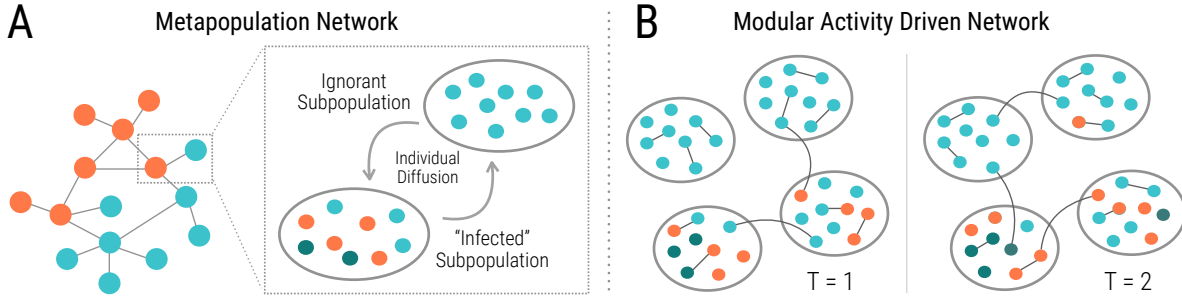 A
Metapopulation Network
Ignorant
Subpopulation
Individual
Diffusion
"Infected"
Subpopulation
B
Modular Activity Driven Network
T = 1
T = 2